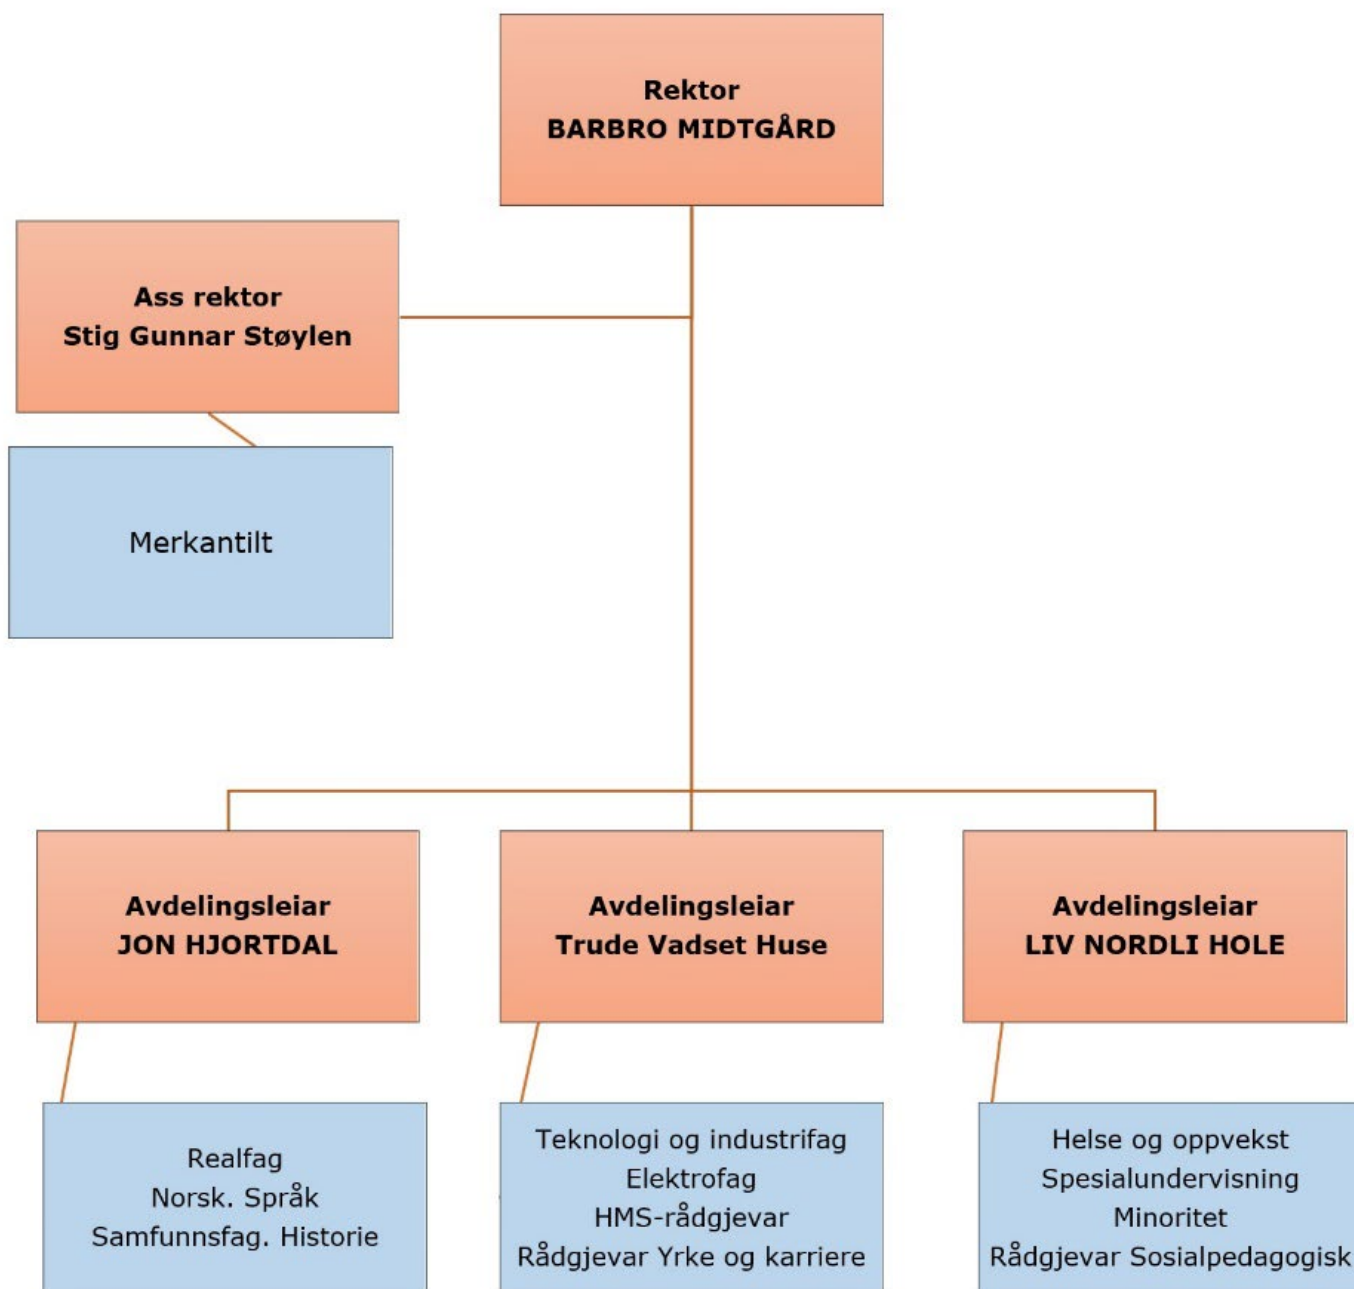 Rektor
BARBRO MIDTGÅRD
Ass rektor
Stig Gunnar Støylen
Merkantilt
Avdelingsleiar
JON HJORTDAL
Avdelingsleiar
Trude Vadset Huse
Avdelingsleiar
LIV NORDLI HOLE
Realfag
Norsk. Språk
Samfunnsfag. Historie
Teknologi og industrifag
Elektrofag
HMS-rådgjevar
Rådgjevar Yrke og karriere
Helse og oppvekst
Spesialundervisning
Minoritet
Rådgjevar Sosialpedagogisk